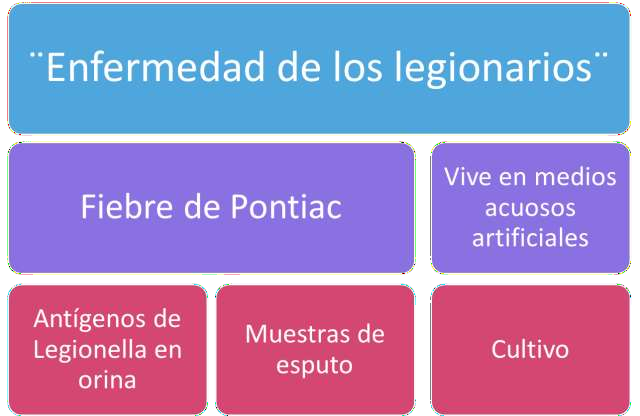 ¨Enfermedad de los legionarios¨
Fiebre de Pontiac
Vive en medios
acuosos
artificiales
Antígenos de
Legionella en
orina
Muestras de
esputo
Cultivo